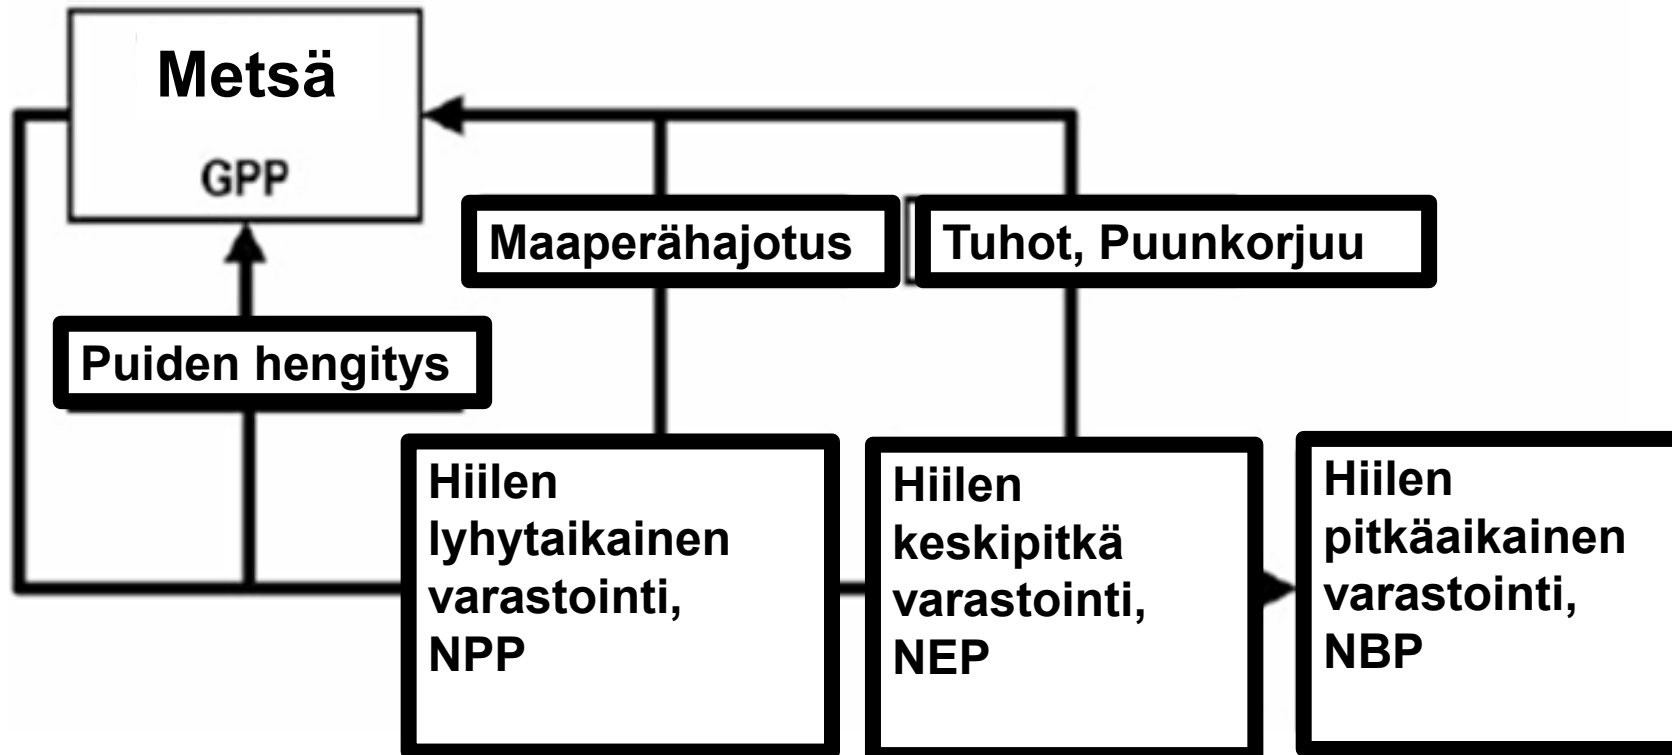 Metsä
GPP
Maaperähajotus
Tuhot, Puunkorjuu
Puiden hengitys
Hiilen
lyhytaikainen
varastointi,
NPP
Hiilen
keskipitkä
varastointi,
NEP
Hiilen
pitkäaikainen
varastointi,
NBP